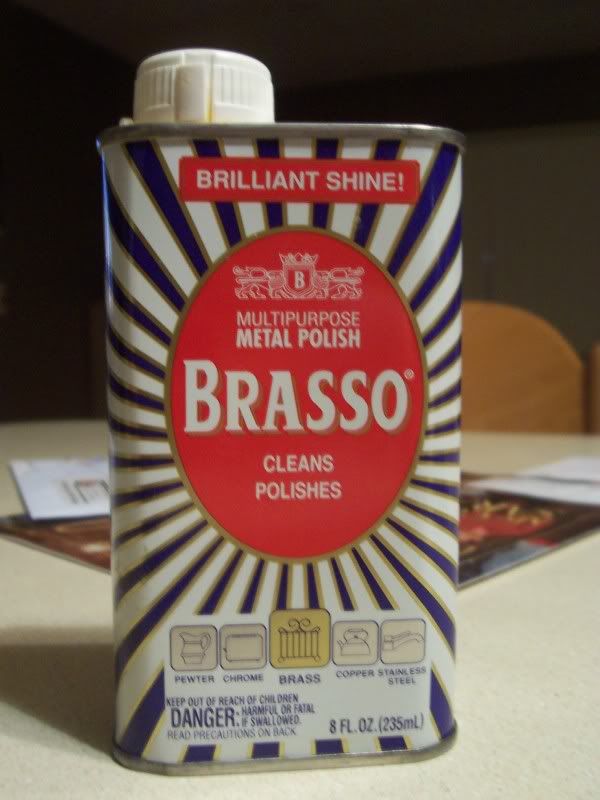 BRILLIANT SHINE!
B
MULTIPURPOSE
METAL POLISH
BRASSO®
CLEANS
POLISHES
PEWTER CHROME BRASS COPPER STAINLESS STEEL
KEEP OUT OF REACH OF CHILDREN
DANGER: HARMFUL OR FATAL IF SWALLOWED.
READ PRECAUTIONS ON BACK
8 FL. OZ. (235mL)